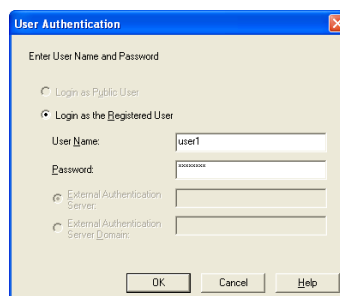 User Authentication
Enter User Name and Password
Login as Public User
Login as the Registered User
User Name:
user1
Password:
xxxxxxxx
External Authentication
Server:
External Authentication
Server Domain:
OK Cancel Help